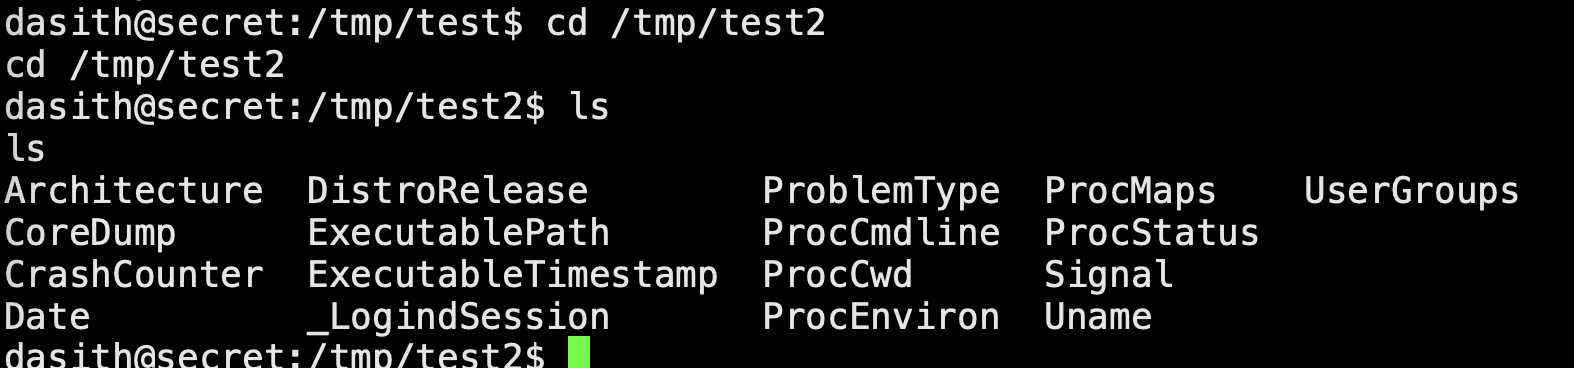 dasith@secret:/tmp/test$ cd /tmp/test2
cd /tmp/test2
dasith@secret:/tmp/test2$ ls
ls
Architecture  DistroRelease        ProblemType  ProcMaps    UserGroups
CoreDump      ExecutablePath       ProcCmdline  ProcStatus
CrashCounter  ExecutableTimestamp  ProcCwd      Signal
Date          _LogindSession       ProcEnviron  Uname
dasith@secret:/tmp/test2$